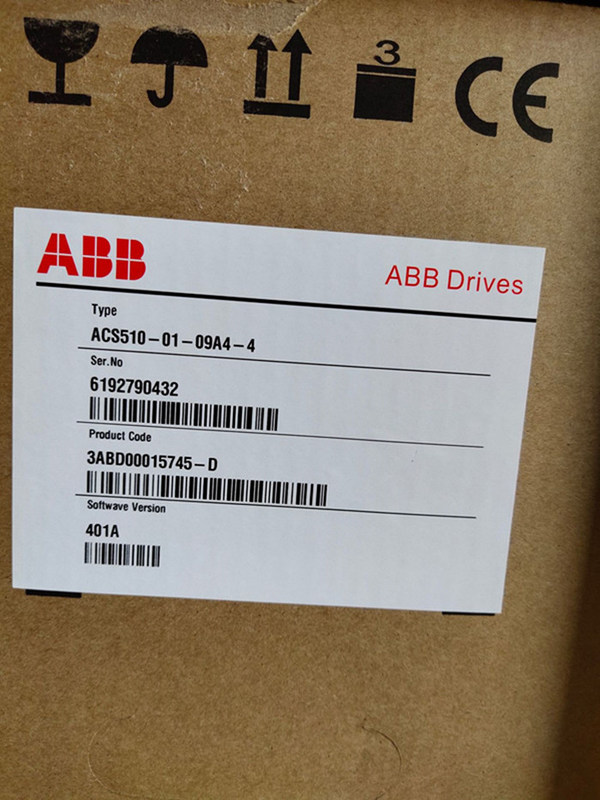 3
CE
ABB
ABB Drives
Type
ACS510-01-09A4-4
Ser.No
6192790432
Product Code
3ABD00015745-D
Softwave Version
401A